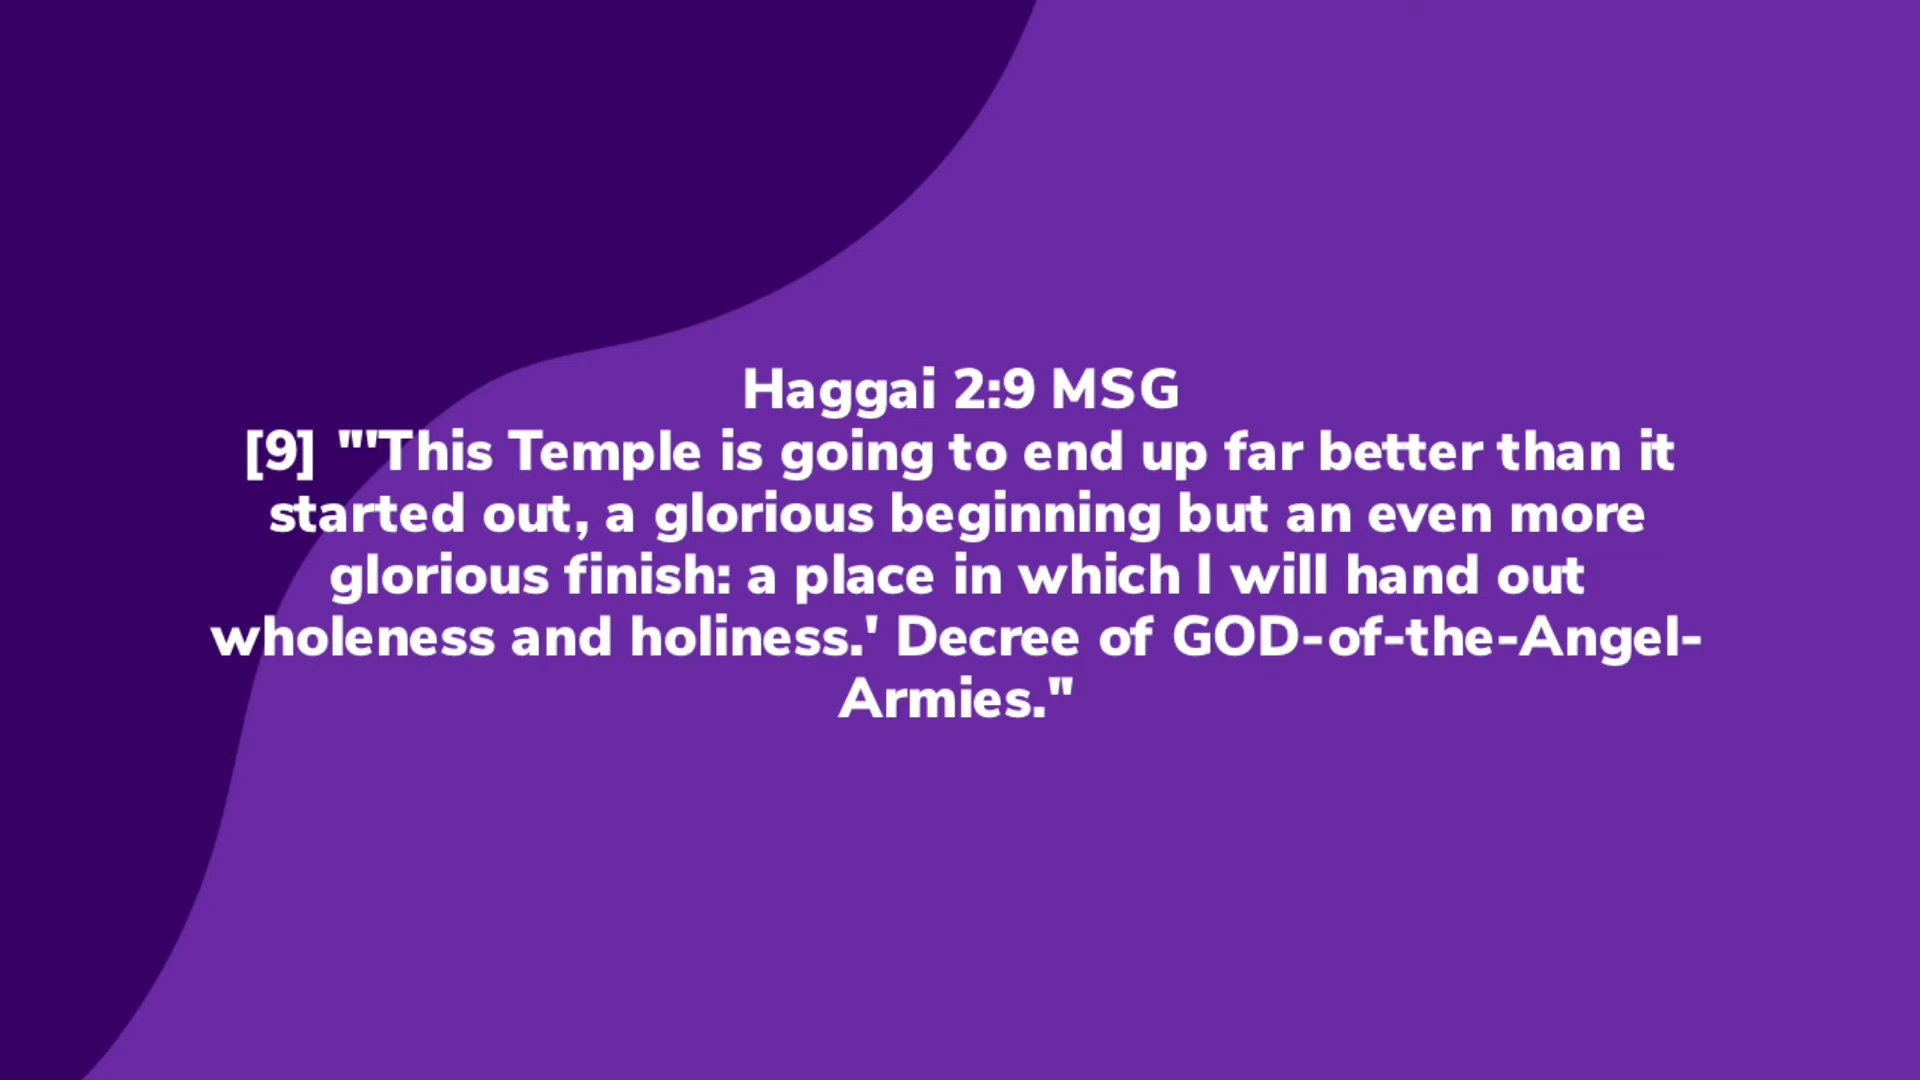 Haggai 2:9 MSG
[9] "'This Temple is going to end up far better than it
started out, a glorious beginning but an even more
glorious finish: a place in which I will hand out
wholeness and holiness.' Decree of GOD-of-the-Angel-
Armies."